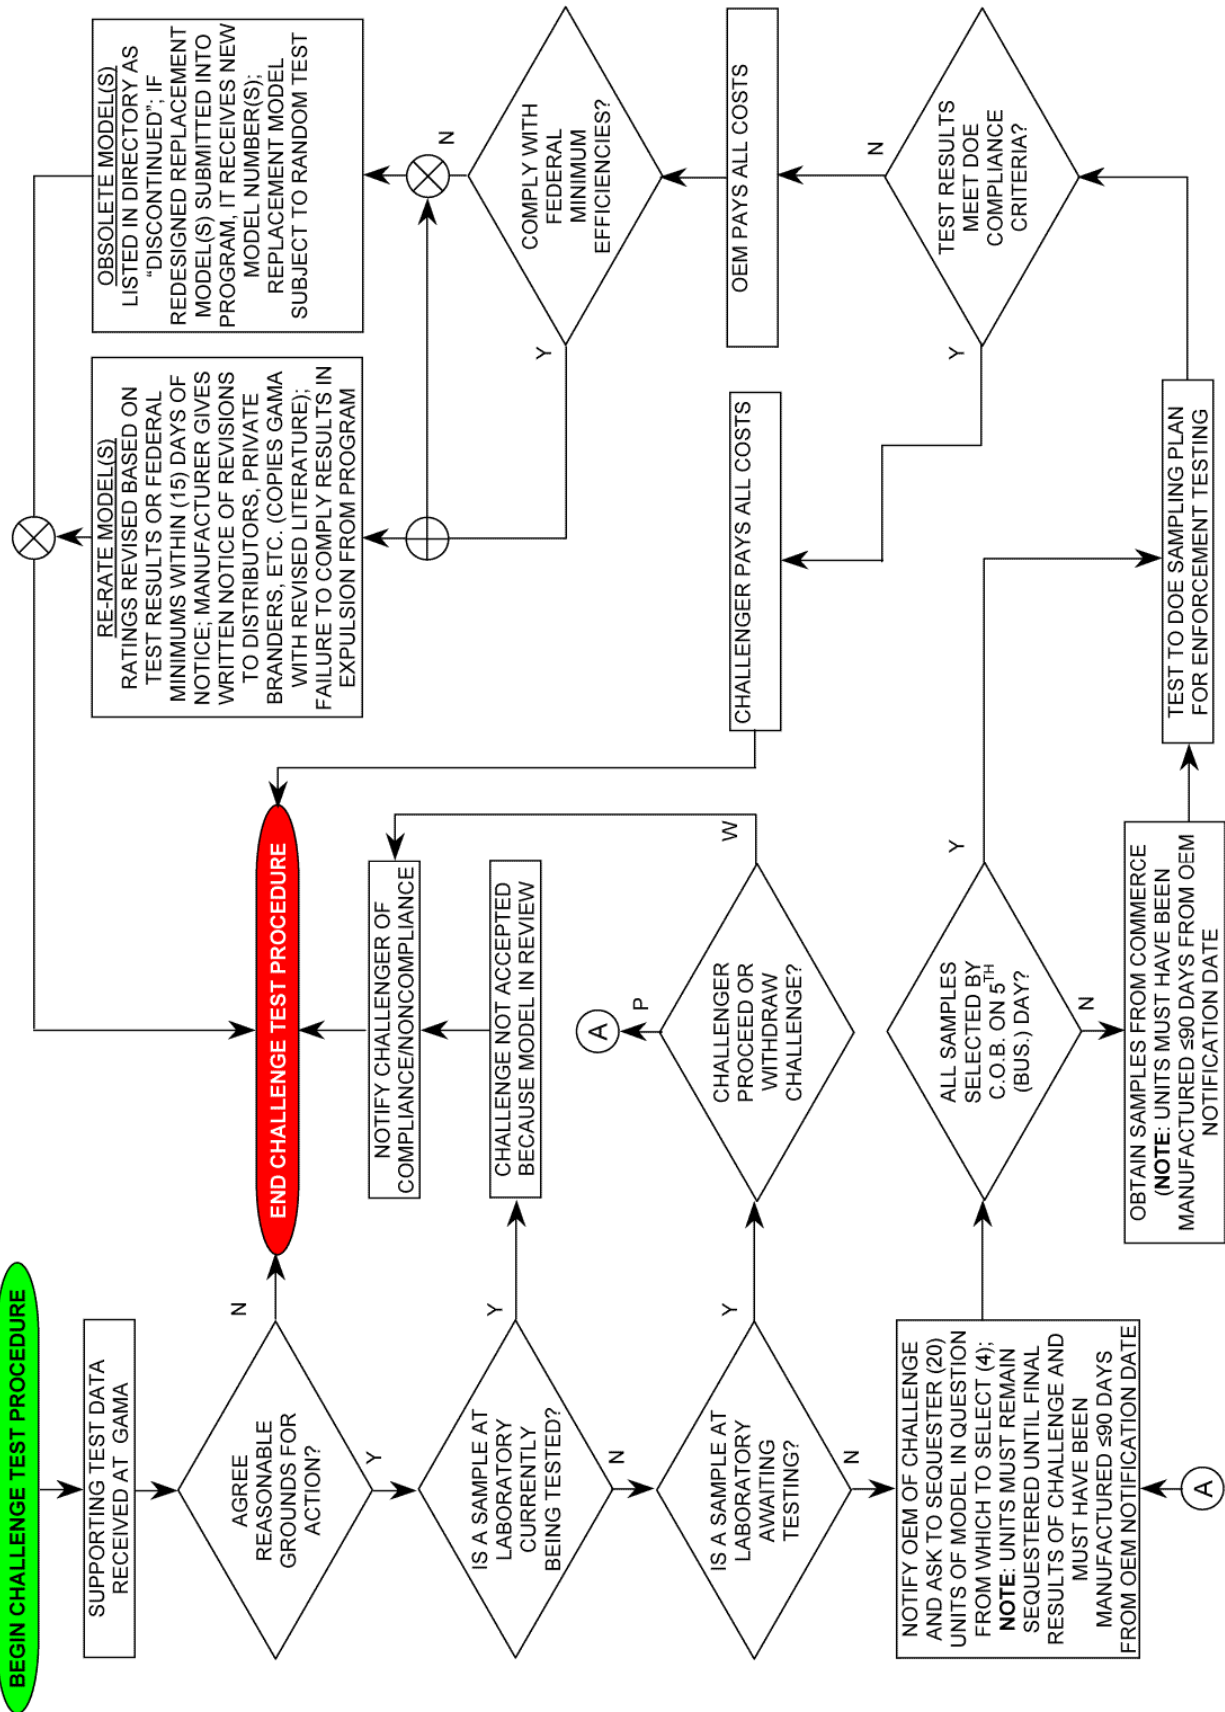 BEGIN CHALLENGE TEST PROCEDURE
SUPPORTING TEST DATA
RECEIVED AT GAMA
AGREE
REASONABLE
GROUNDS FOR
ACTION?
N
Y
IS A SAMPLE AT
LABORATORY
CURRENTLY
BEING TESTED?
Y
N
IS A SAMPLE AT
LABORATORY
AWAITING
TESTING?
Y
N
NOTIFY OEM OF CHALLENGE
AND ASK TO SEQUESTER (20)
UNITS OF MODEL IN QUESTION
FROM WHICH TO SELECT (4);
NOTE: UNITS MUST REMAIN
SEQUESTERED UNTIL FINAL
RESULTS OF CHALLENGE AND
MUST HAVE BEEN
MANUFACTURED ≤90 DAYS
FROM OEM NOTIFICATION DATE
A
END CHALLENGE TEST PROCEDURE
NOTIFY CHALLENGER OF
COMPLIANCE/NONCOMPLIANCE
CHALLENGE NOT ACCEPTED
BECAUSE MODEL IN REVIEW
A
P
CHALLENGER
PROCEED OR
WITHDRAW
CHALLENGE?
W
ALL SAMPLES
SELECTED BY
C.O.B. ON 5TH
(BUS.) DAY?
Y
N
OBTAIN SAMPLES FROM COMMERCE
(NOTE: UNITS MUST HAVE BEEN
MANUFACTURED ≤90 DAYS FROM OEM
NOTIFICATION DATE
RE-RATE MODEL(S)
RATINGS REVISED BASED ON
TEST RESULTS OR FEDERAL
MINIMUMS WITHIN (15) DAYS OF
NOTICE; MANUFACTURER GIVES
WRITTEN NOTICE OF REVISIONS
TO DISTRIBUTORS, PRIVATE
BRANDERS, ETC. (COPIES GAMA
WITH REVISED LITERATURE);
FAILURE TO COMPLY RESULTS IN
EXPULSION FROM PROGRAM
OBSOLETE MODEL(S)
LISTED IN DIRECTORY AS
"DISCONTINUED"; IF
REDESIGNED REPLACEMENT
MODEL(S) SUBMITTED INTO
PROGRAM, IT RECEIVES NEW
MODEL NUMBER(S);
REPLACEMENT MODEL
SUBJECT TO RANDOM TEST
N
COMPLY WITH
FEDERAL
MINIMUM
EFFICIENCIES?
Y
CHALLENGER PAYS ALL COSTS
OEM PAYS ALL COSTS
N
TEST RESULTS
MEET DOE
COMPLIANCE
CRITERIA?
Y
TEST TO DOE SAMPLING PLAN
FOR ENFORCEMENT TESTING